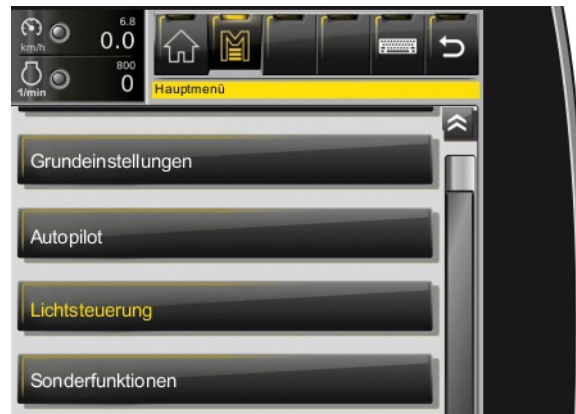 6.8
km/h 0.0
800
1/min 0
M
Hauptmenü
Grundeinstellungen
Autopilot
Lichtsteuerung
Sonderfunktionen